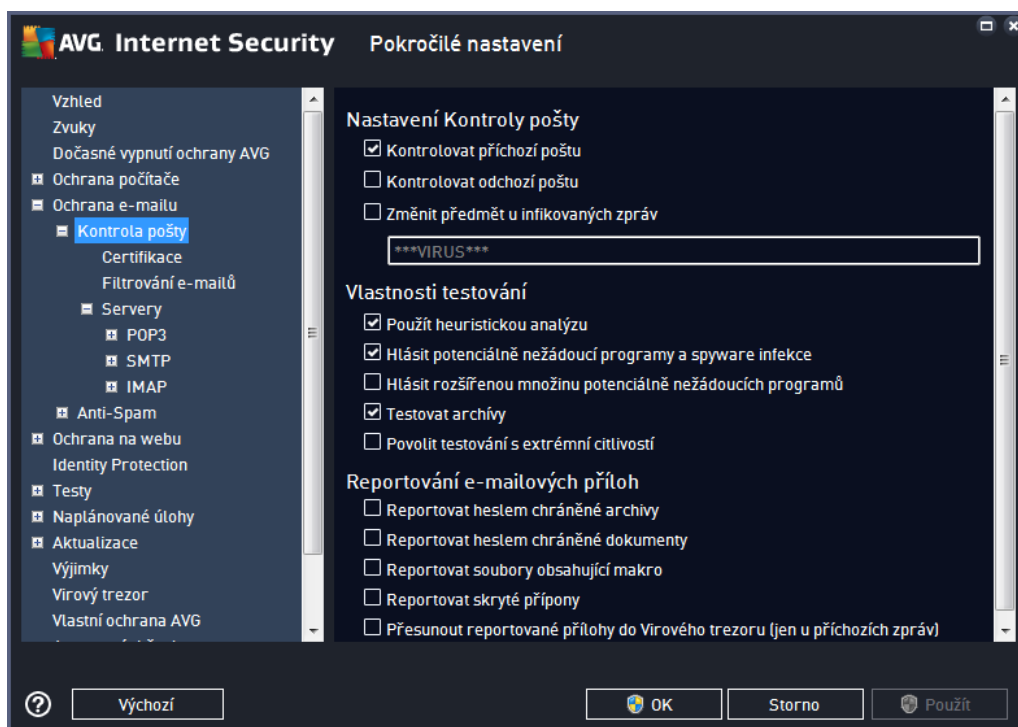 AVG. Internet Security Pokročilé nastavení
Vzhled
Zvuky
Dočasné vypnutí ochrany AVG
Ochrana počítače
Ochrana e-mailu
Kontrola pošty
Certifikace
Filtrování e-mailů
Servery
POP3
SMTP
IMAP
Anti-Spam
Ochrana na webu
Identity Protection
Testy
Naplánované úlohy
Aktualizace
Výjimky
Virový trezor
Vlastní ochrana AVG
Nastavení Kontroly pošty
Kontrolovat příchozí poštu
Kontrolovat odchozí poštu
Změnit předmět u infikovaných zpráv
***VIRUS***
Vlastnosti testování
Použít heuristickou analýzu
Hlásit potenciálně nežádoucí programy a spyware infekce
Hlásit rozšířenou množinu potenciálně nežádoucích programů
Testovat archívy
Povolit testování s extrémní citlivostí
Reportování e-mailových příloh
Reportovat heslem chráněné archivy
Reportovat heslem chráněné dokumenty
Reportovat soubory obsahující makro
Reportovat skryté přípony
Přesunout reportované přílohy do Virového trezoru (jen u příchozích zpráv)
? Výchozí OK Storno Použít